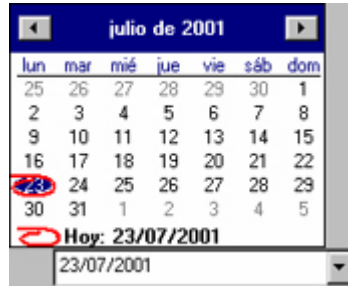 julio de 2001
lun mar mié jue vie sáb dom
25 26 27 28 29 30 1
2 3 4 5 6 7 8
9 10 11 12 13 14 15
16 17 18 19 20 21 22
23 24 25 26 27 28 29
30 31 1 2 3 4 5
Hoy: 23/07/2001
23/07/2001